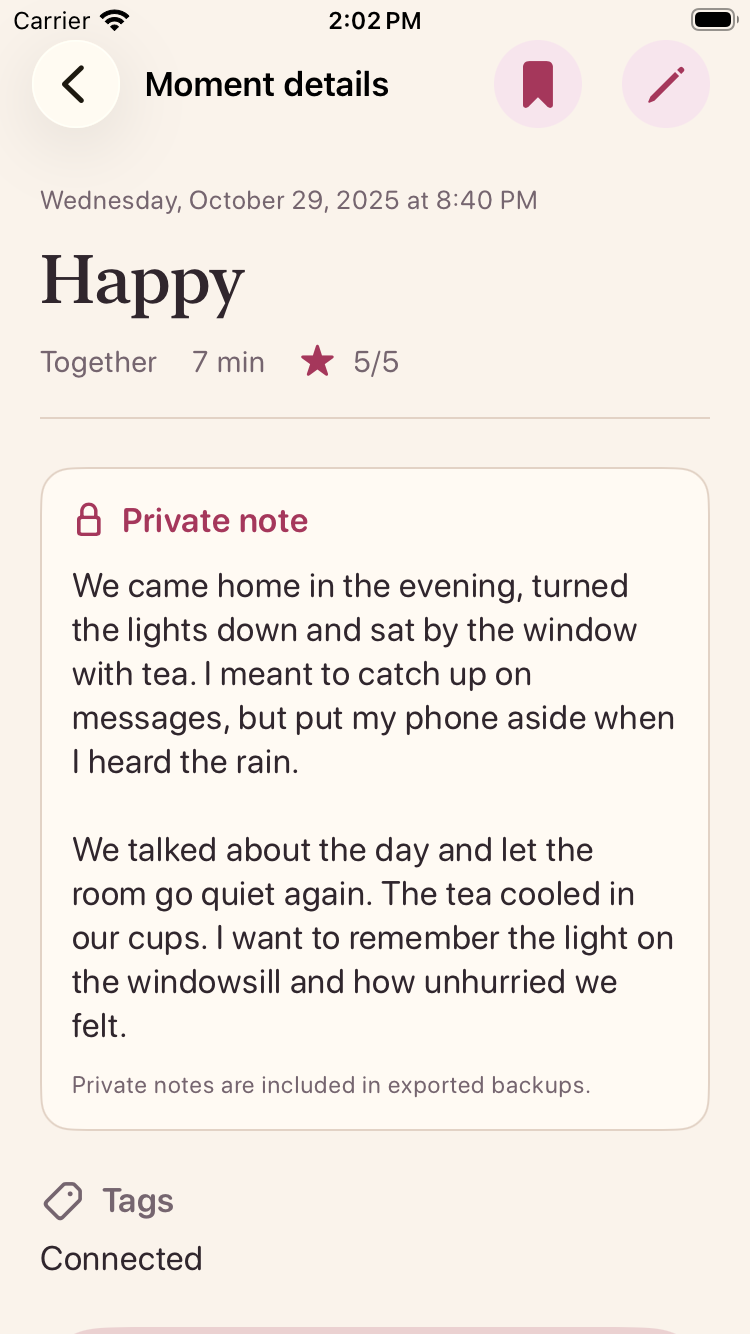 Carrier 2:02 PM
Moment details
Wednesday, October 29, 2025 at 8:40 PM
Happy
Together 7 min 5/5
Private note
We came home in the evening, turned
the lights down and sat by the window
with tea. I meant to catch up on
messages, but put my phone aside when
I heard the rain.
We talked about the day and let the
room go quiet again. The tea cooled in
our cups. I want to remember the light on
the windowsill and how unhurried we
felt.
Private notes are included in exported backups.
Tags
Connected